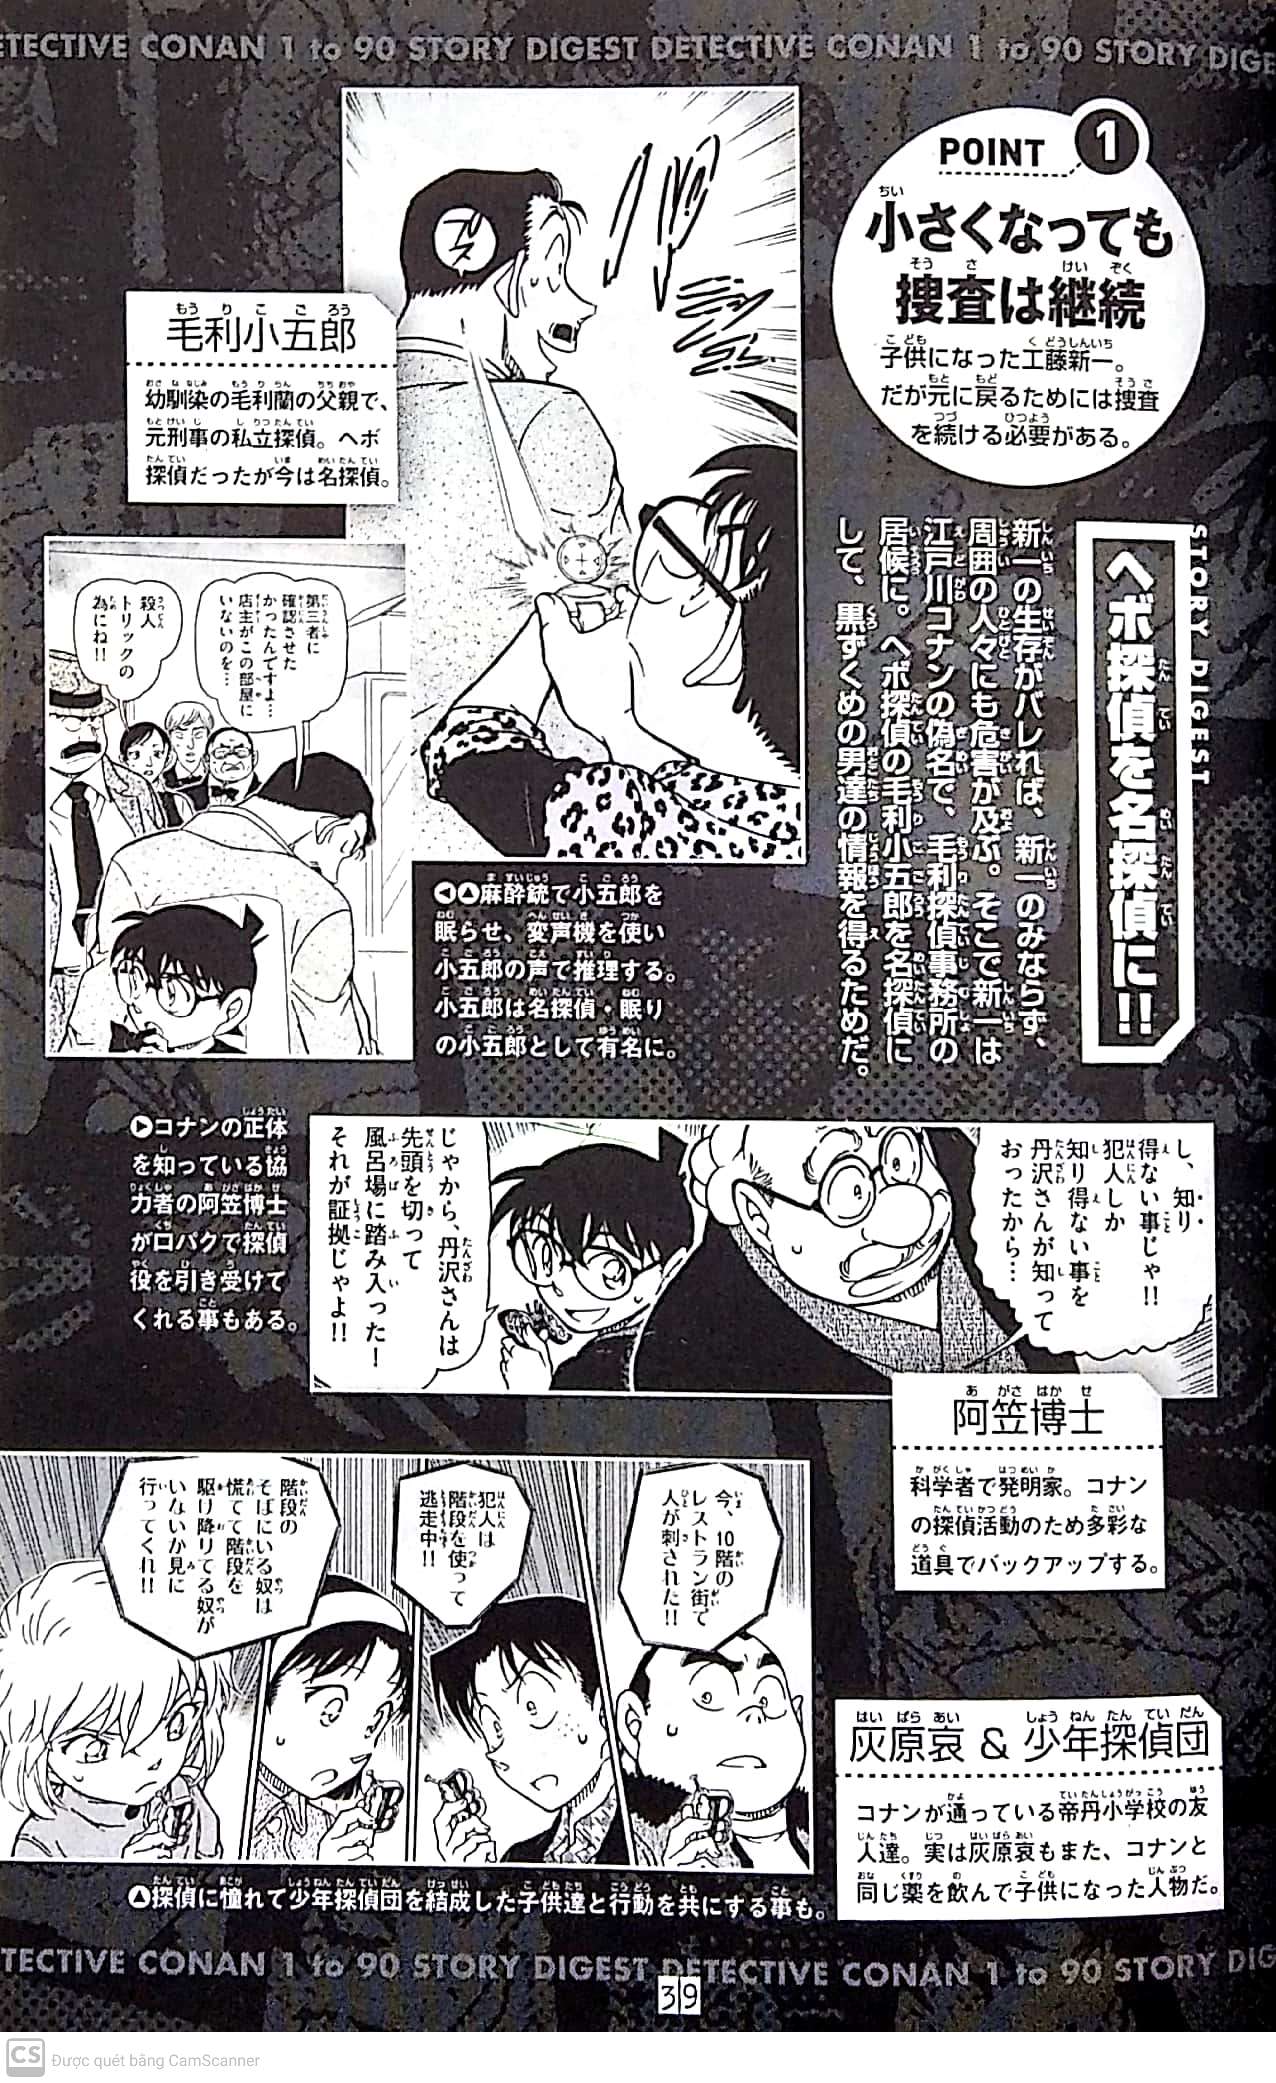 DETECTIVE CONAN 1 to 90 STORY DIGEST DETECTIVE CONAN 1 to 90 STORY DIGE
POINT 1
小さくなっても
捜査は継続
子供になった工藤新一。
だが元に戻るためには捜査
を続ける必要がある。
毛利小五郎
幼馴染の毛利蘭の父親で、
元刑事の私立探偵。ヘボ
探偵だったが今は名探偵。
プス
STORY DIGEST
ヘボ探偵を名探偵に!!
新一の生存がバレれば、新一のみならず、
周囲の人々にも危害が及ぶ。そこで新一は
江戸川コナンの偽名で、毛利探偵事務所の
居候に。ヘボ探偵の毛利小五郎を名探偵に
して、黒ずくめの男達の情報を得るためだ。
第三者に
確認させた
かったんですよ…
店主がこの部屋に
いないのを…
殺人
トリックの
為にね!!
◀▲麻酔銃で小五郎を
眠らせ、変声機を使い
小五郎の声で推理する。
小五郎は名探偵・眠り
の小五郎として有名に。
し、知り
得ない事じゃ!!
犯人しか
知り得ない事を
丹沢さんが知って
おったから…
じゃから、丹沢さんは
先頭を切って
風呂場に踏み入った!
それが証拠じゃよ!!
▶コナンの正体
を知っている協
力者の阿笠博士
が口パクで探偵
役を引き受けて
くれる事もある。
阿笠博士
科学者で発明家。コナン
の探偵活動のため多彩な
道具でバックアップする。
今、10階の
レストラン街で
人が刺された!!
犯人は
階段を使って
逃走中!!
階段の
そばにいる奴は
慌てて階段を
駆け降りてる奴が
いないか見に
行ってくれ!!
灰原哀 & 少年探偵団
コナンが通っている帝丹小学校の友
人達。実は灰原哀もまた、コナンと
同じ薬を飲んで子供になった人物だ。
▲探偵に憧れて少年探偵団を結成した子供達と行動を共にする事も。
DETECTIVE CONAN 1 to 90 STORY DIGEST DETECTIVE CONAN 1 to 90 STORY DIG
39
CS Được quét bằng CamScanner